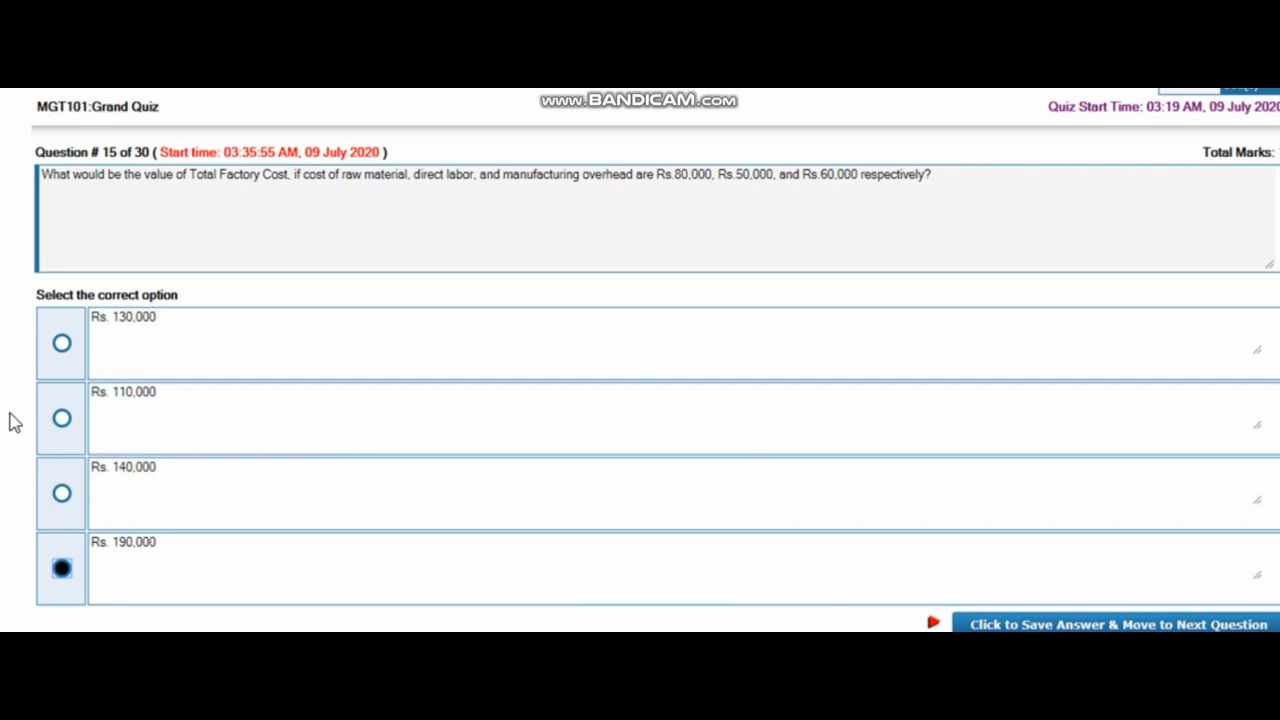 www.BANDICAM.com
MGT101:Grand Quiz
Quiz Start Time: 03:19 AM, 09 July 2020
Question # 15 of 30 ( Start time: 03:35:55 AM, 09 July 2020 )
Total Marks:
What would be the value of Total Factory Cost, if cost of raw material, direct labor, and manufacturing overhead are Rs.80,000, Rs.50,000, and Rs.60,000 respectively?
Select the correct option
Rs. 130,000
Rs. 110,000
Rs. 140,000
Rs. 190,000
Click to Save Answer & Move to Next Question